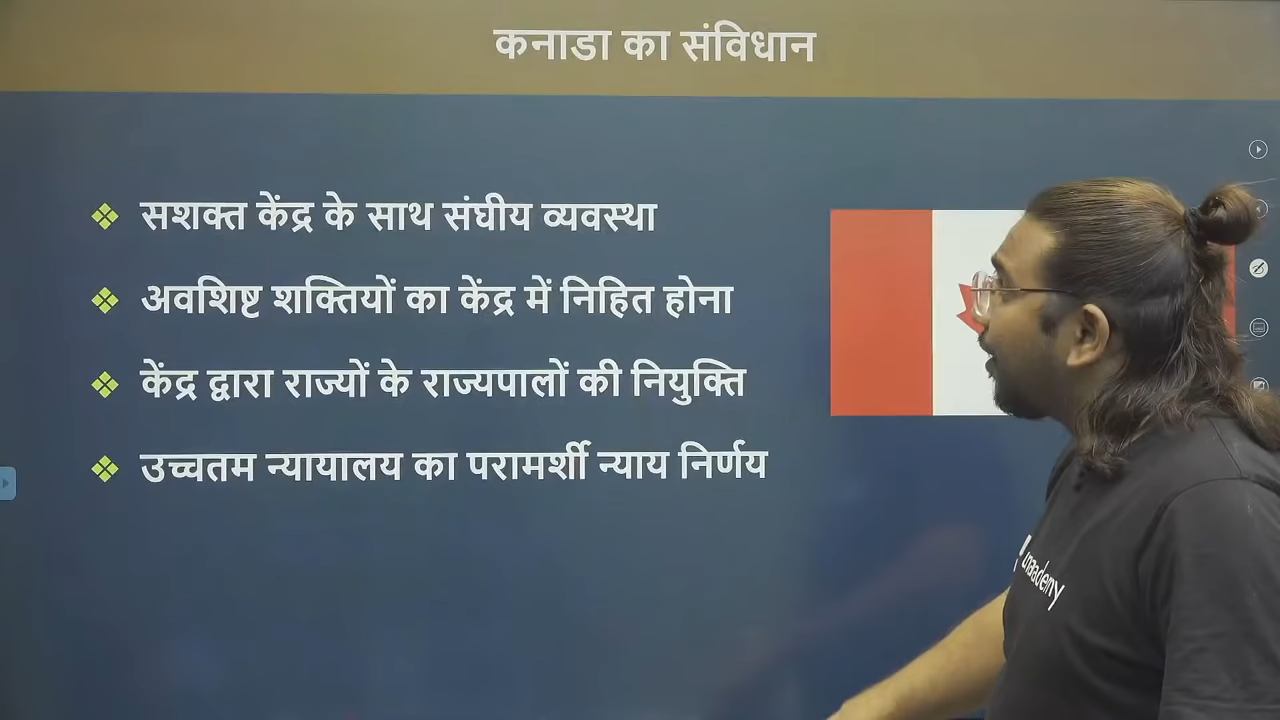 कनाडा का संविधान
सशक्त केंद्र के साथ संघीय व्यवस्था
अवशिष्ट शक्तियों का केंद्र में निहित होना
केंद्र द्वारा राज्यों के राज्यपालों की नियुक्ति
उच्चतम न्यायालय का परामर्शी न्याय निर्णय